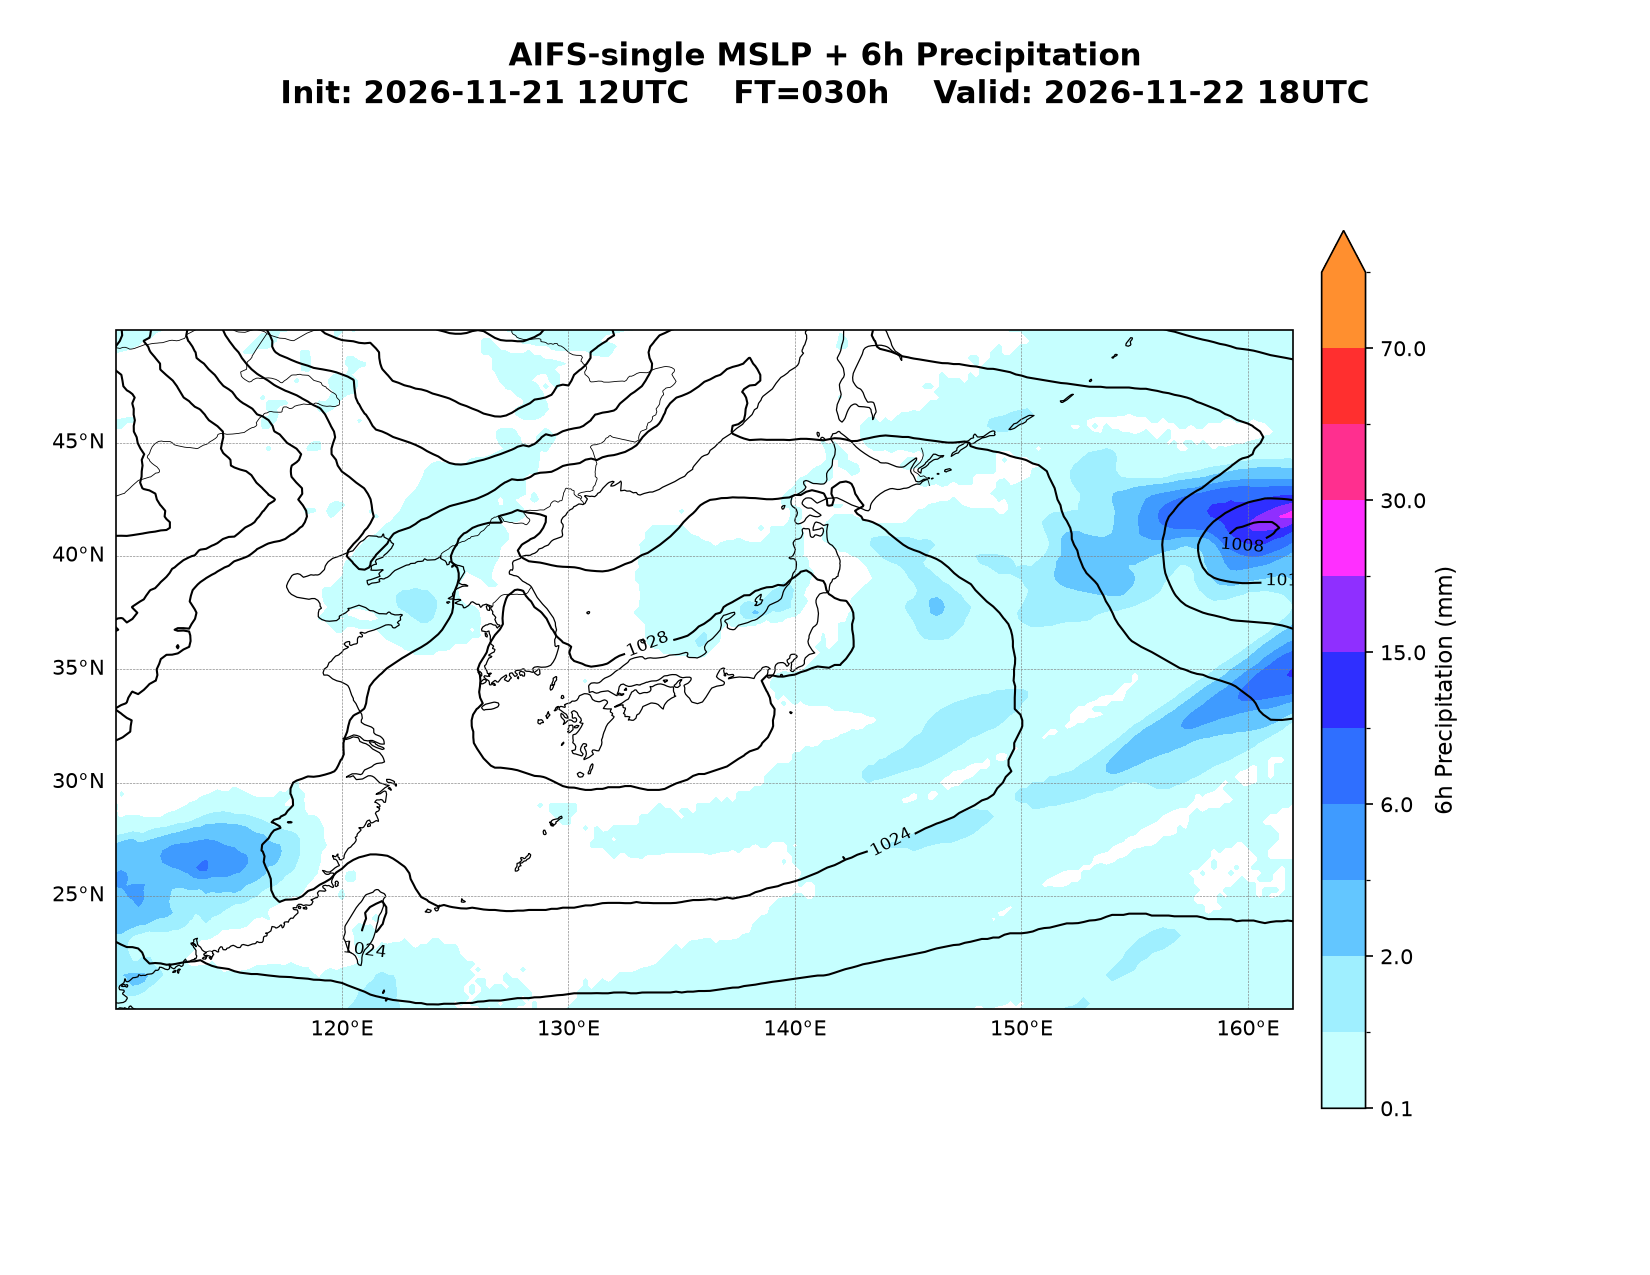 AIFS-single MSLP + 6h Precipitation
Init: 2026-11-21 12UTC    FT=030h    Valid: 2026-11-22 18UTC
45°N
40°N
35°N
30°N
25°N
120°E
130°E
140°E
150°E
160°E
1008
101
1028
1024
1024
70.0
30.0
15.0
6.0
2.0
0.1
6h Precipitation (mm)